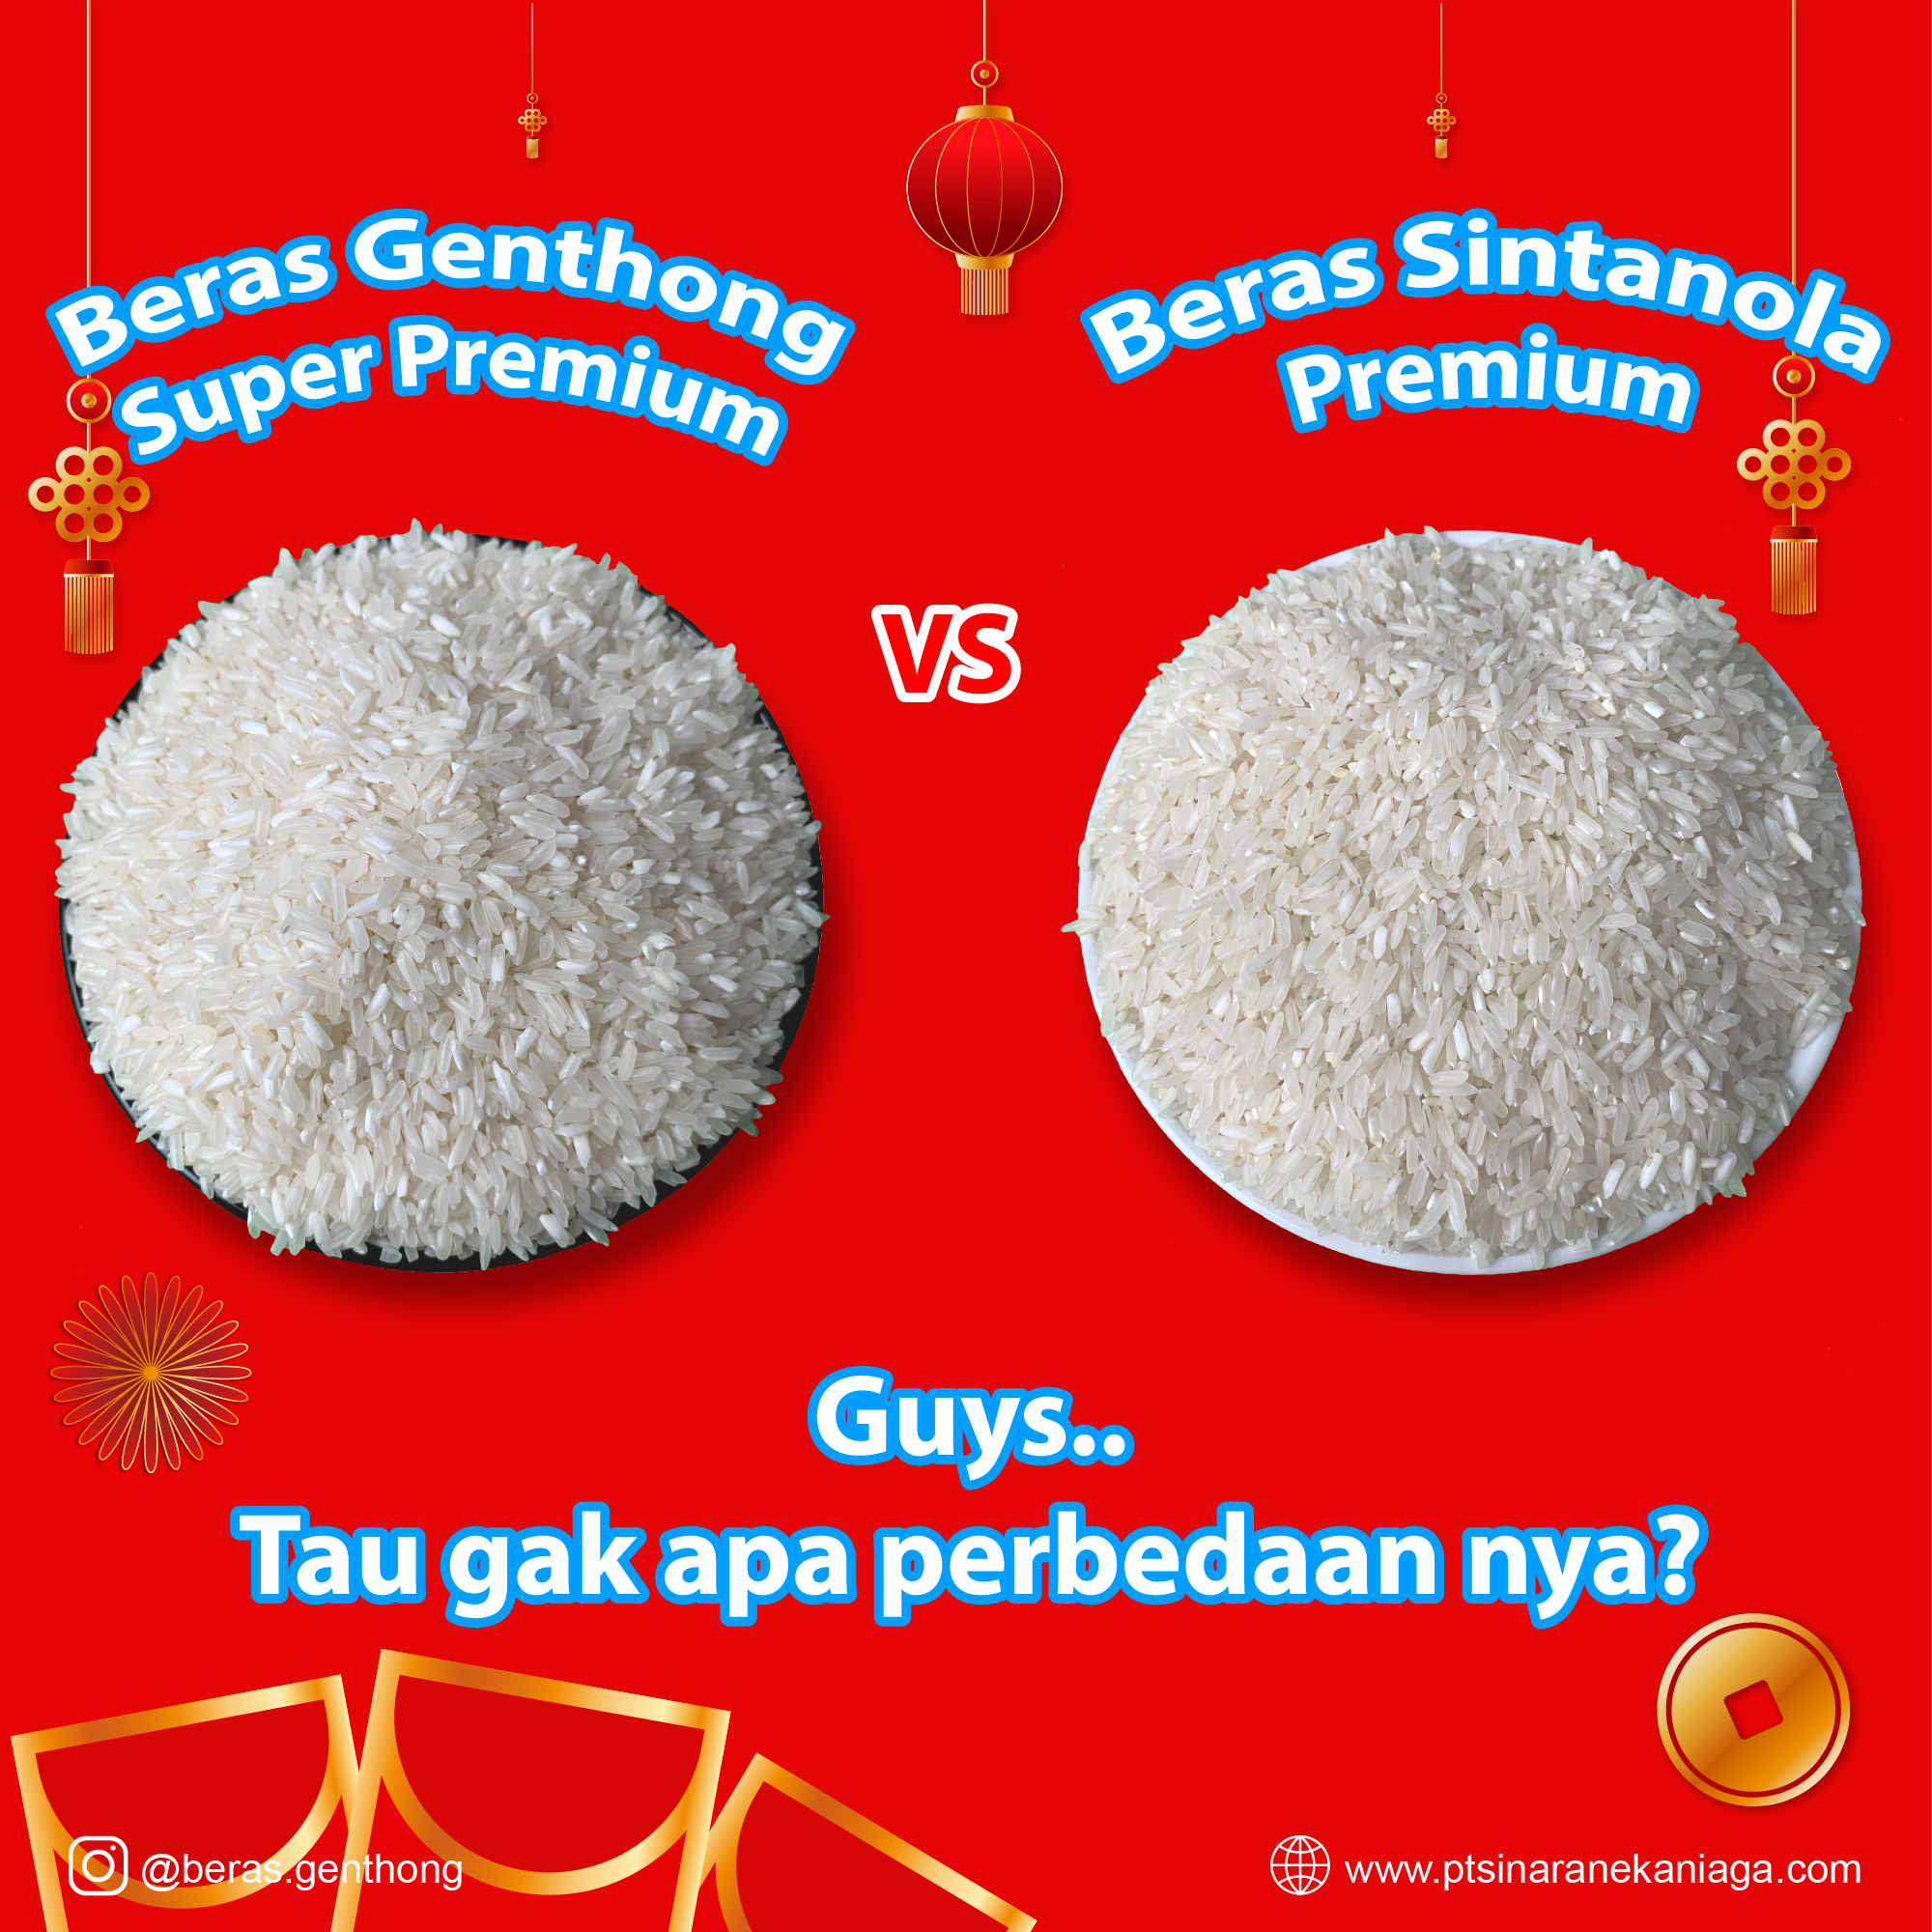 Beras Genthong
Super Premium
Beras Sintanola
Premium
VS
Guys..
Tau gak apa perbedaan nya?
@beras.genthong
www.ptsinaranekaniaga.com